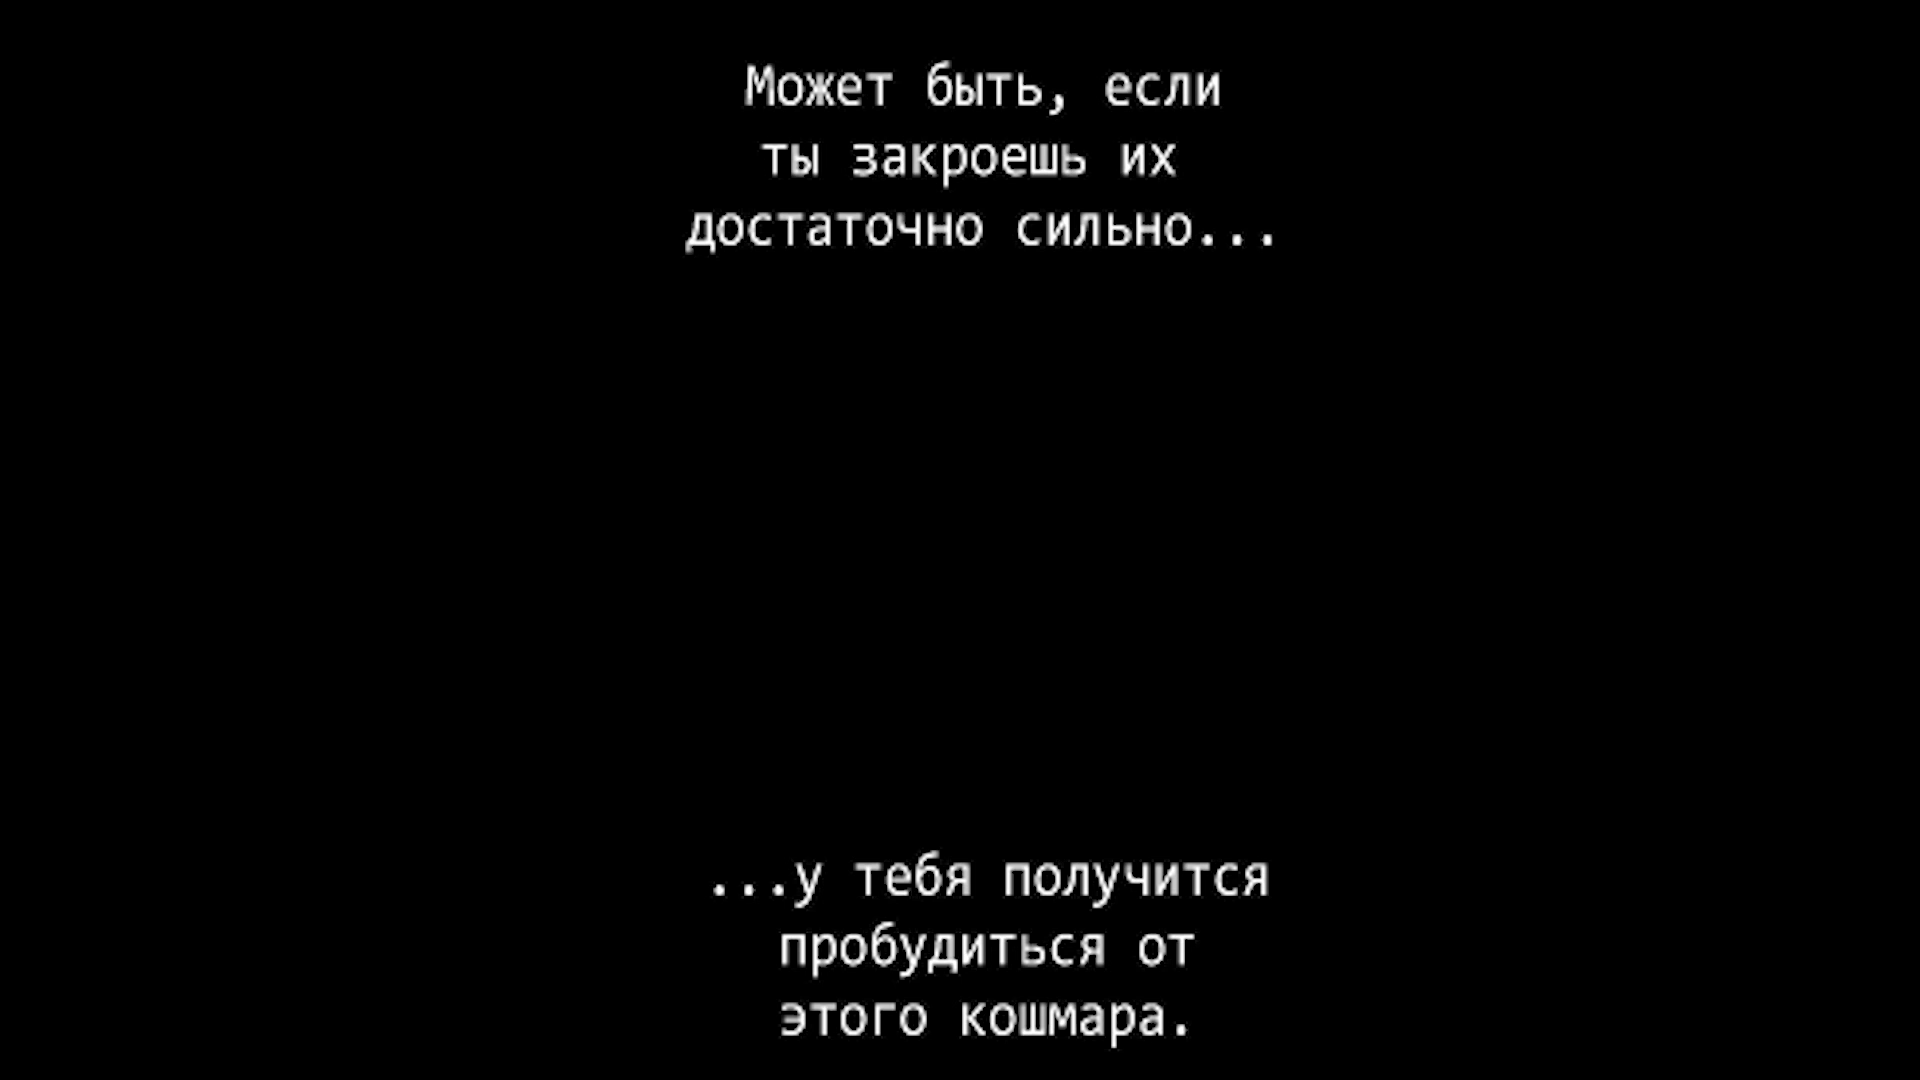 Может быть, если
ты закроешь их
достаточно сильно...
...у тебя получится
пробудиться от
этого кошмара.